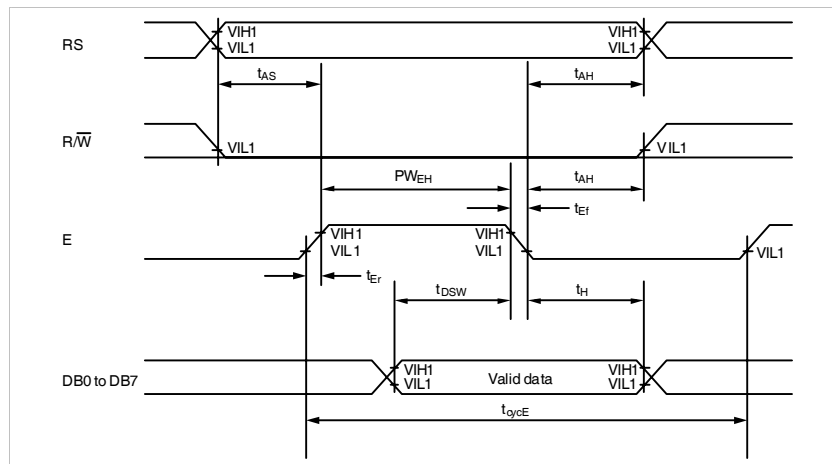 RS
VIH1
VIL1
VIH1
VIL1
tAS
tAH
R/W̅
VIL1
VIL1
PWEH
tAH
tEf
E
VIH1
VIL1
VIH1
VIL1
VIL1
tEr
tDSW
tH
DB0 to DB7
VIH1
VIL1
Valid data
VIH1
VIL1
tcycE